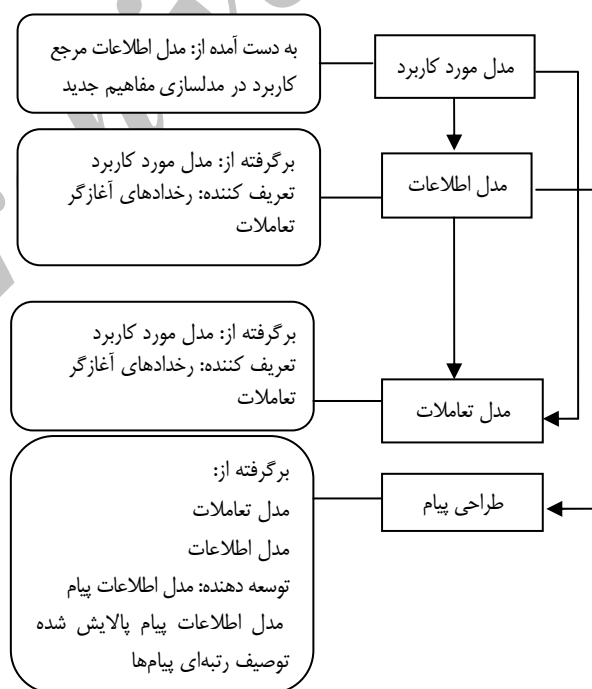 به دست آمده از: مدل اطلاعات مرجع
کاربرد در مدلسازی مفاهیم جدید
مدل مورد کاربرد
برگرفته از: مدل مورد کاربرد
تعریف کننده: رخدادهای آغازگر
تعاملات
مدل اطلاعات
برگرفته از: مدل مورد کاربرد
تعریف کننده: رخدادهای آغازگر
تعاملات
مدل تعاملات
برگرفته از:
مدل تعاملات
مدل اطلاعات
توسعه دهنده: مدل اطلاعات پیام
مدل اطلاعات پیام پالایش شده
توصیف رتبه‌ای پیام‌ها
طراحی پیام